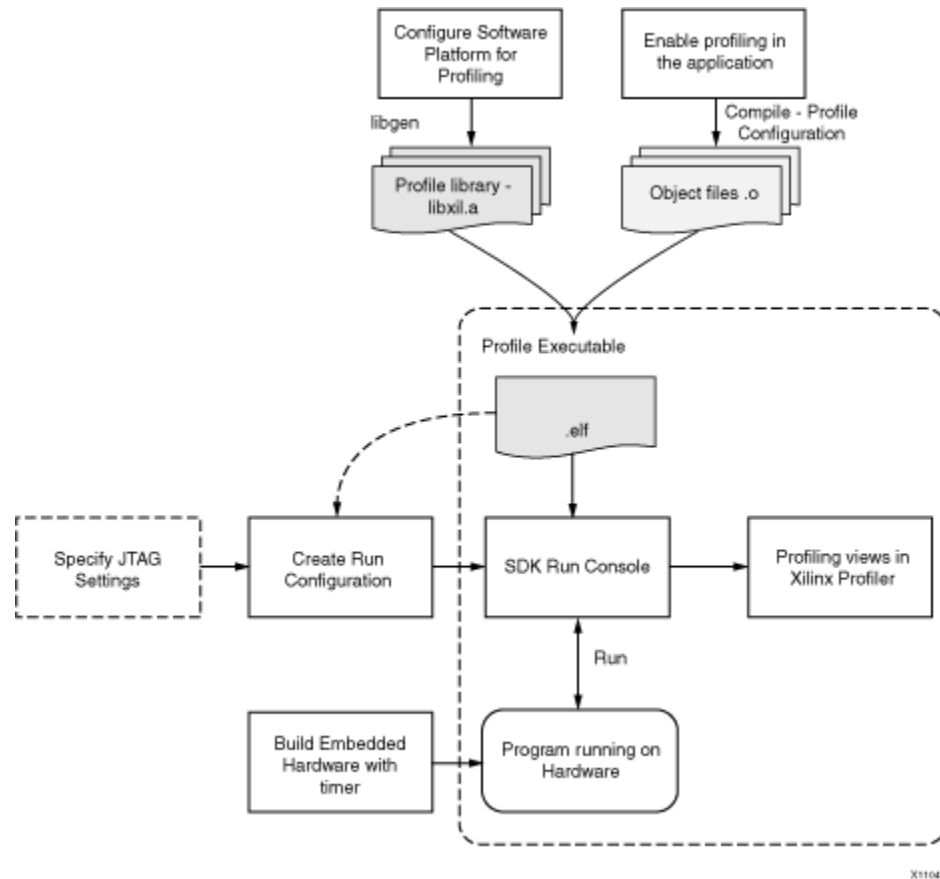 Configure Software
Platform for
Profiling
Enable profiling in
the application
libgen
Compile - Profile
Configuration
Profile library -
libxil.a
Object files .o
Profile Executable
.elf
Specify JTAG
Settings
Create Run
Configuration
SDK Run Console
Profiling views in
Xilinx Profiler
Run
Build Embedded
Hardware with
timer
Program running on
Hardware
X1104